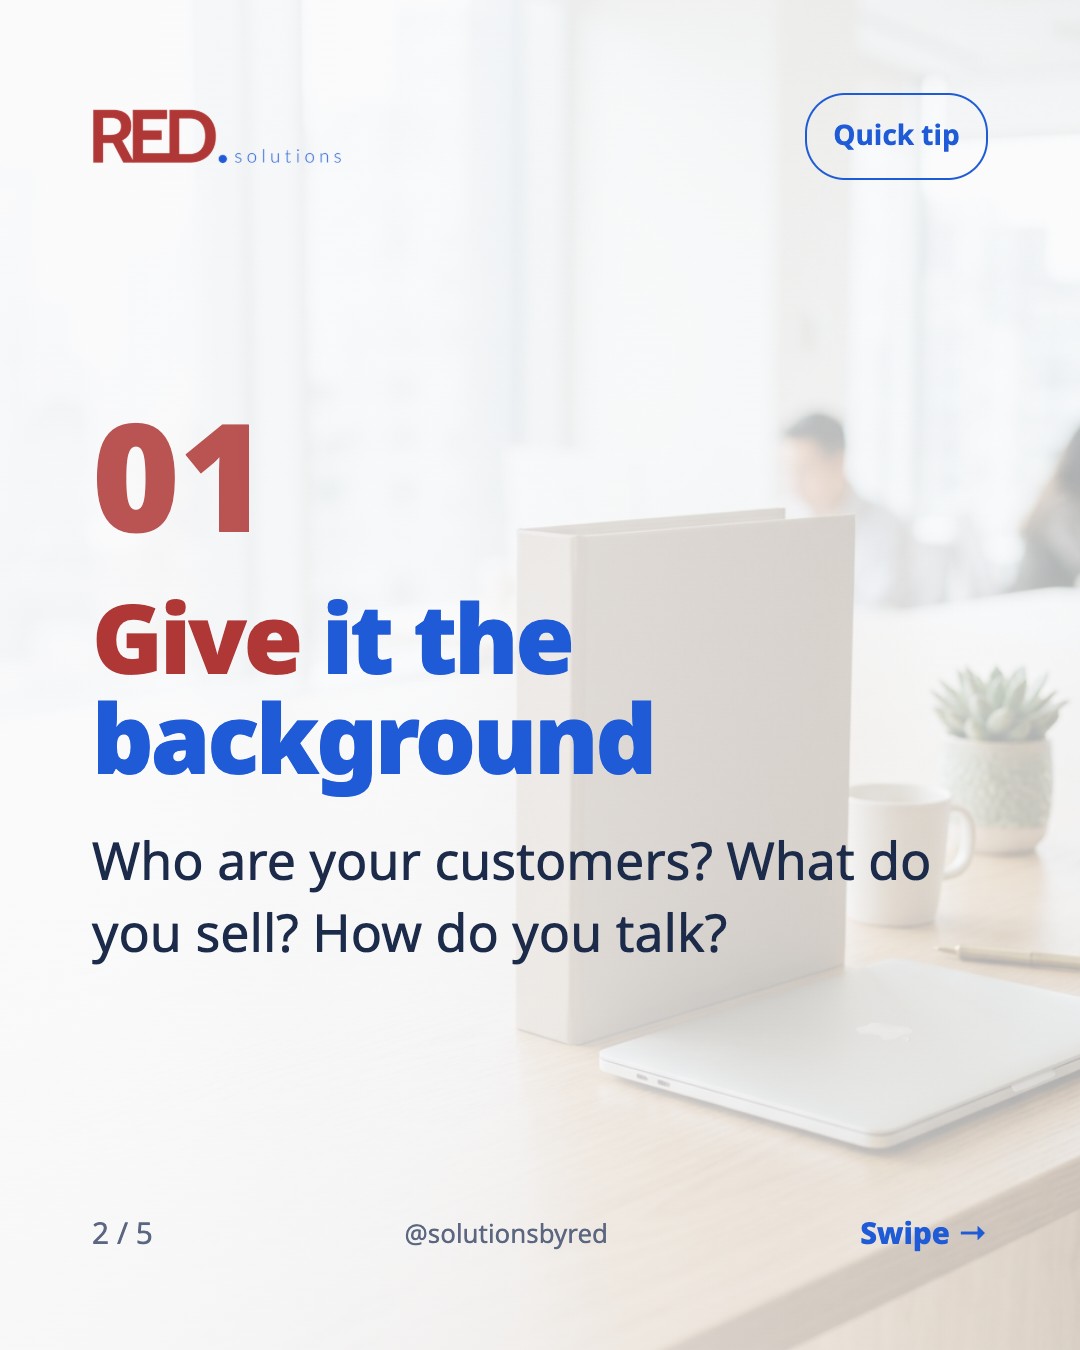 RED.solutions
Quick tip
01
Give it the
background
Who are your customers? What do
you sell? How do you talk?
2 / 5
@solutionsbyred
Swipe →